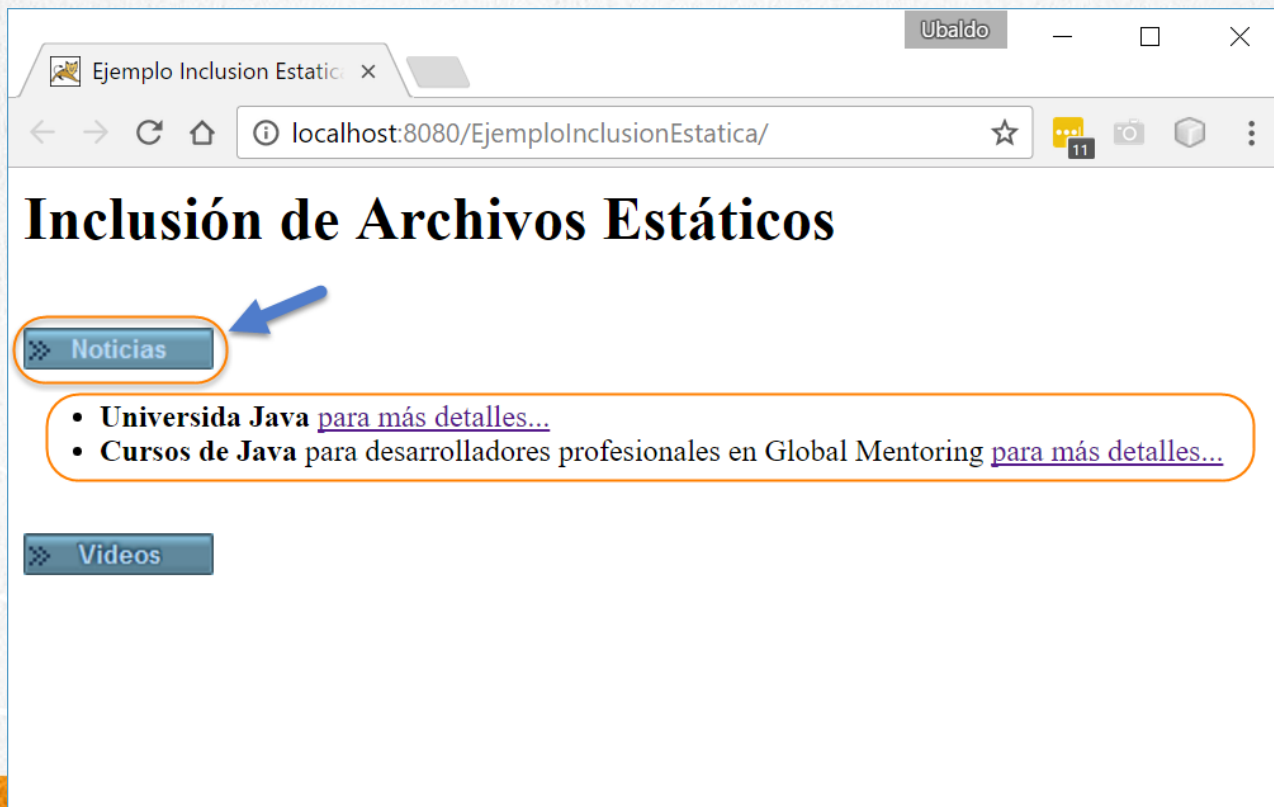 Ubaldo
Ejemplo Inclusion Estatica
localhost:8080/EjemploInclusionEstatica/
11
Inclusión de Archivos Estáticos
Noticias
Universida Java para más detalles...
Cursos de Java para desarrolladores profesionales en Global Mentoring para más detalles...
Videos